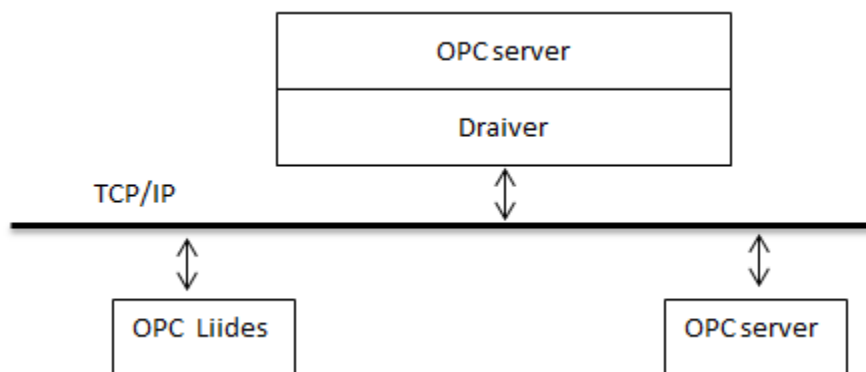 OPC server
Draiver
TCP/IP
OPC Liides
OPC server